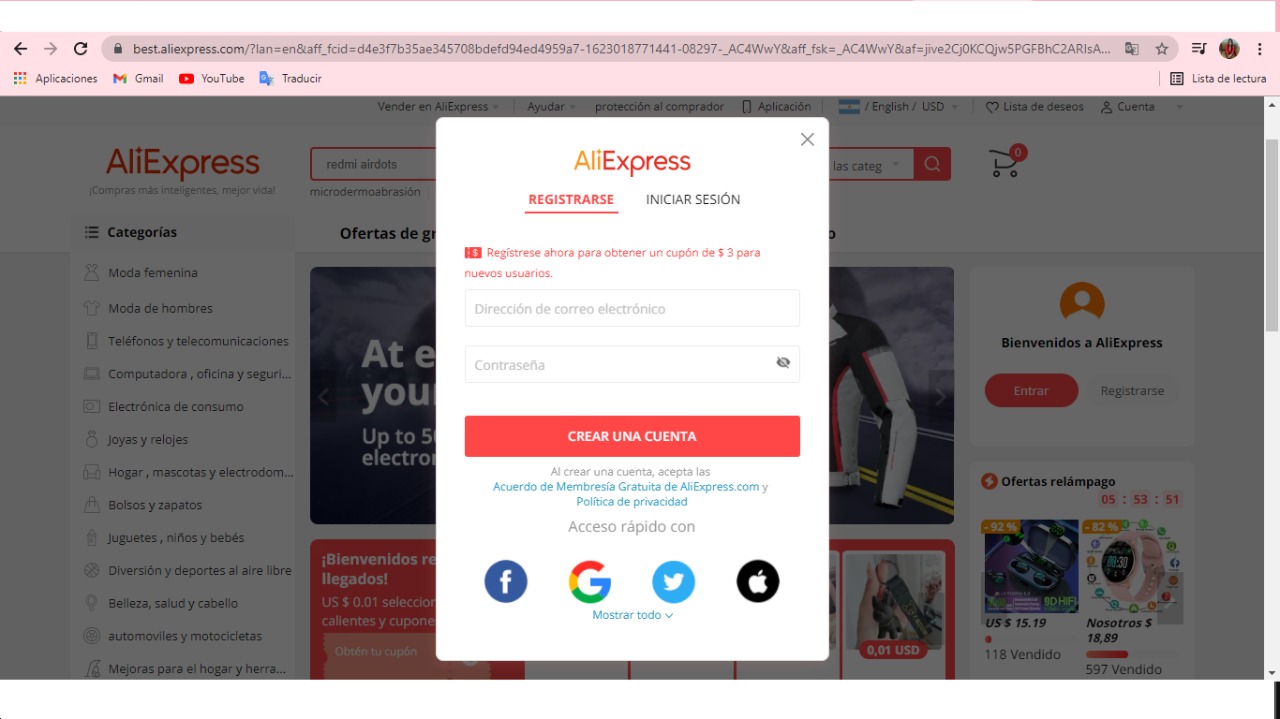 best.aliexpress.com/?lan=en&aff_fcid=d4e3f7b35ae345708bdefd94ed4959a7-1623018771441-08297-_AC4WwY&aff_fsk=_AC4WwY&af=jive2Cj0KCQjw5PGFBhC2ARIsA...
Aplicaciones Gmail YouTube Traducir Lista de lectura
Vender en AliExpress Ayudar protección al comprador Aplicación / English / USD Lista de deseos Cuenta
AliExpress
¡Compras más inteligentes, mejor vida!
redmi airdots
las categ
0
microdermoabrasión
Categorías
Ofertas de gr
o
Moda femenina
Moda de hombres
Teléfonos y telecomunicaciones
Computadora , oficina y seguri...
Electrónica de consumo
Joyas y relojes
Hogar , mascotas y electrodom...
Bolsos y zapatos
Juguetes , niños y bebés
Diversión y deportes al aire libre
Belleza, salud y cabello
automoviles y motocicletas
Mejoras para el hogar y herra...
At e
you
Up to 50
electron
¡Bienvenidos re
llegados!
US $ 0.01 seleccion
calientes y cupone
Obtén tu cupón
AliExpress
REGISTRARSE INICIAR SESIÓN
Regístrese ahora para obtener un cupón de $ 3 para
nuevos usuarios.
Dirección de correo electrónico
Contraseña
CREAR UNA CUENTA
Al crear una cuenta, acepta las
Acuerdo de Membresía Gratuita de AliExpress.com y
Política de privacidad
Acceso rápido con
Mostrar todo
0,01 USD
Bienvenidos a AliExpress
Entrar Registrarse
Ofertas relámpago
05 : 53 : 51
- 92 % - 82 %
US $ 15.19
118 Vendido
Nosotros $
18,89
597 Vendido